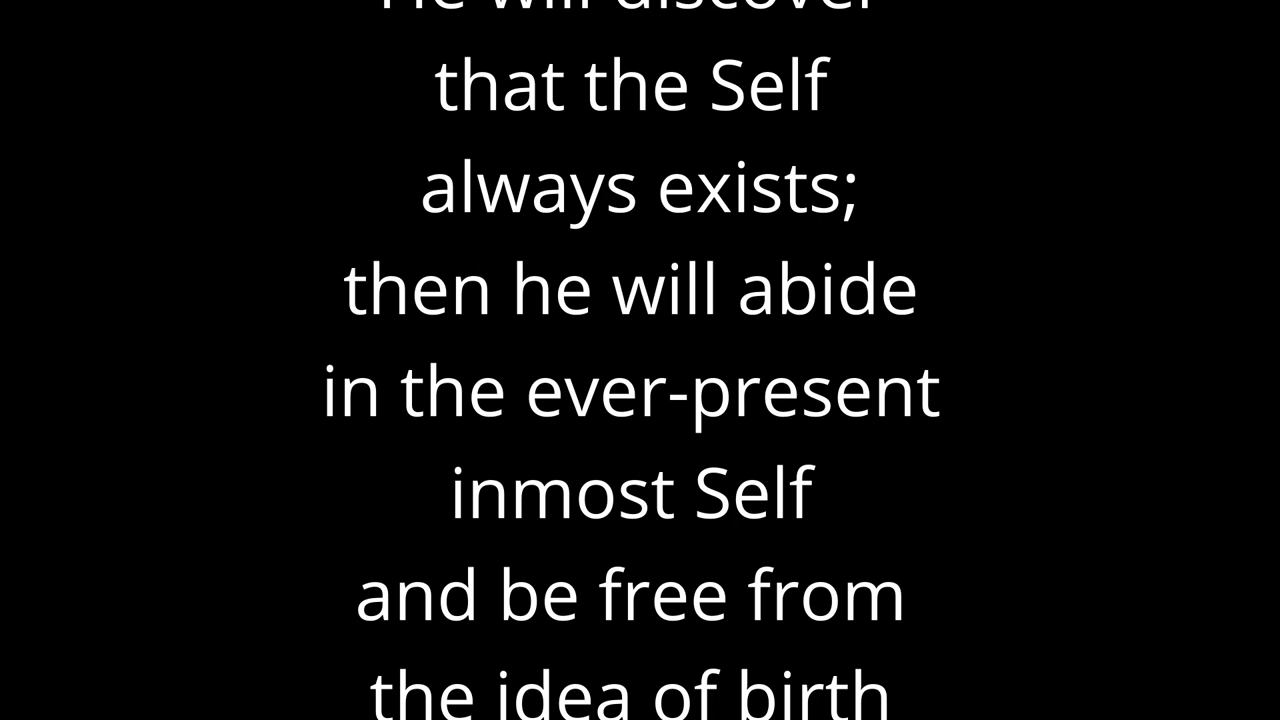 He will discover
that the Self
always exists;
then he will abide
in the ever-present
inmost Self
and be free from
the idea of birth